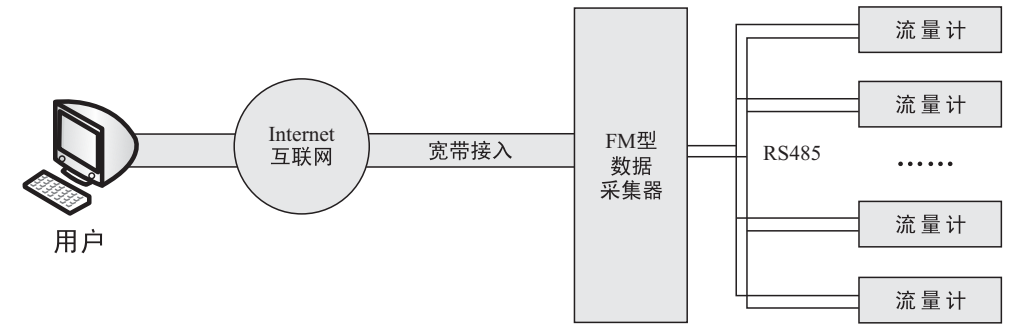 用户
Internet
互联网
宽带接入
FM型
数据
采集器
RS485
流量计
流量计
……
流量计
流量计